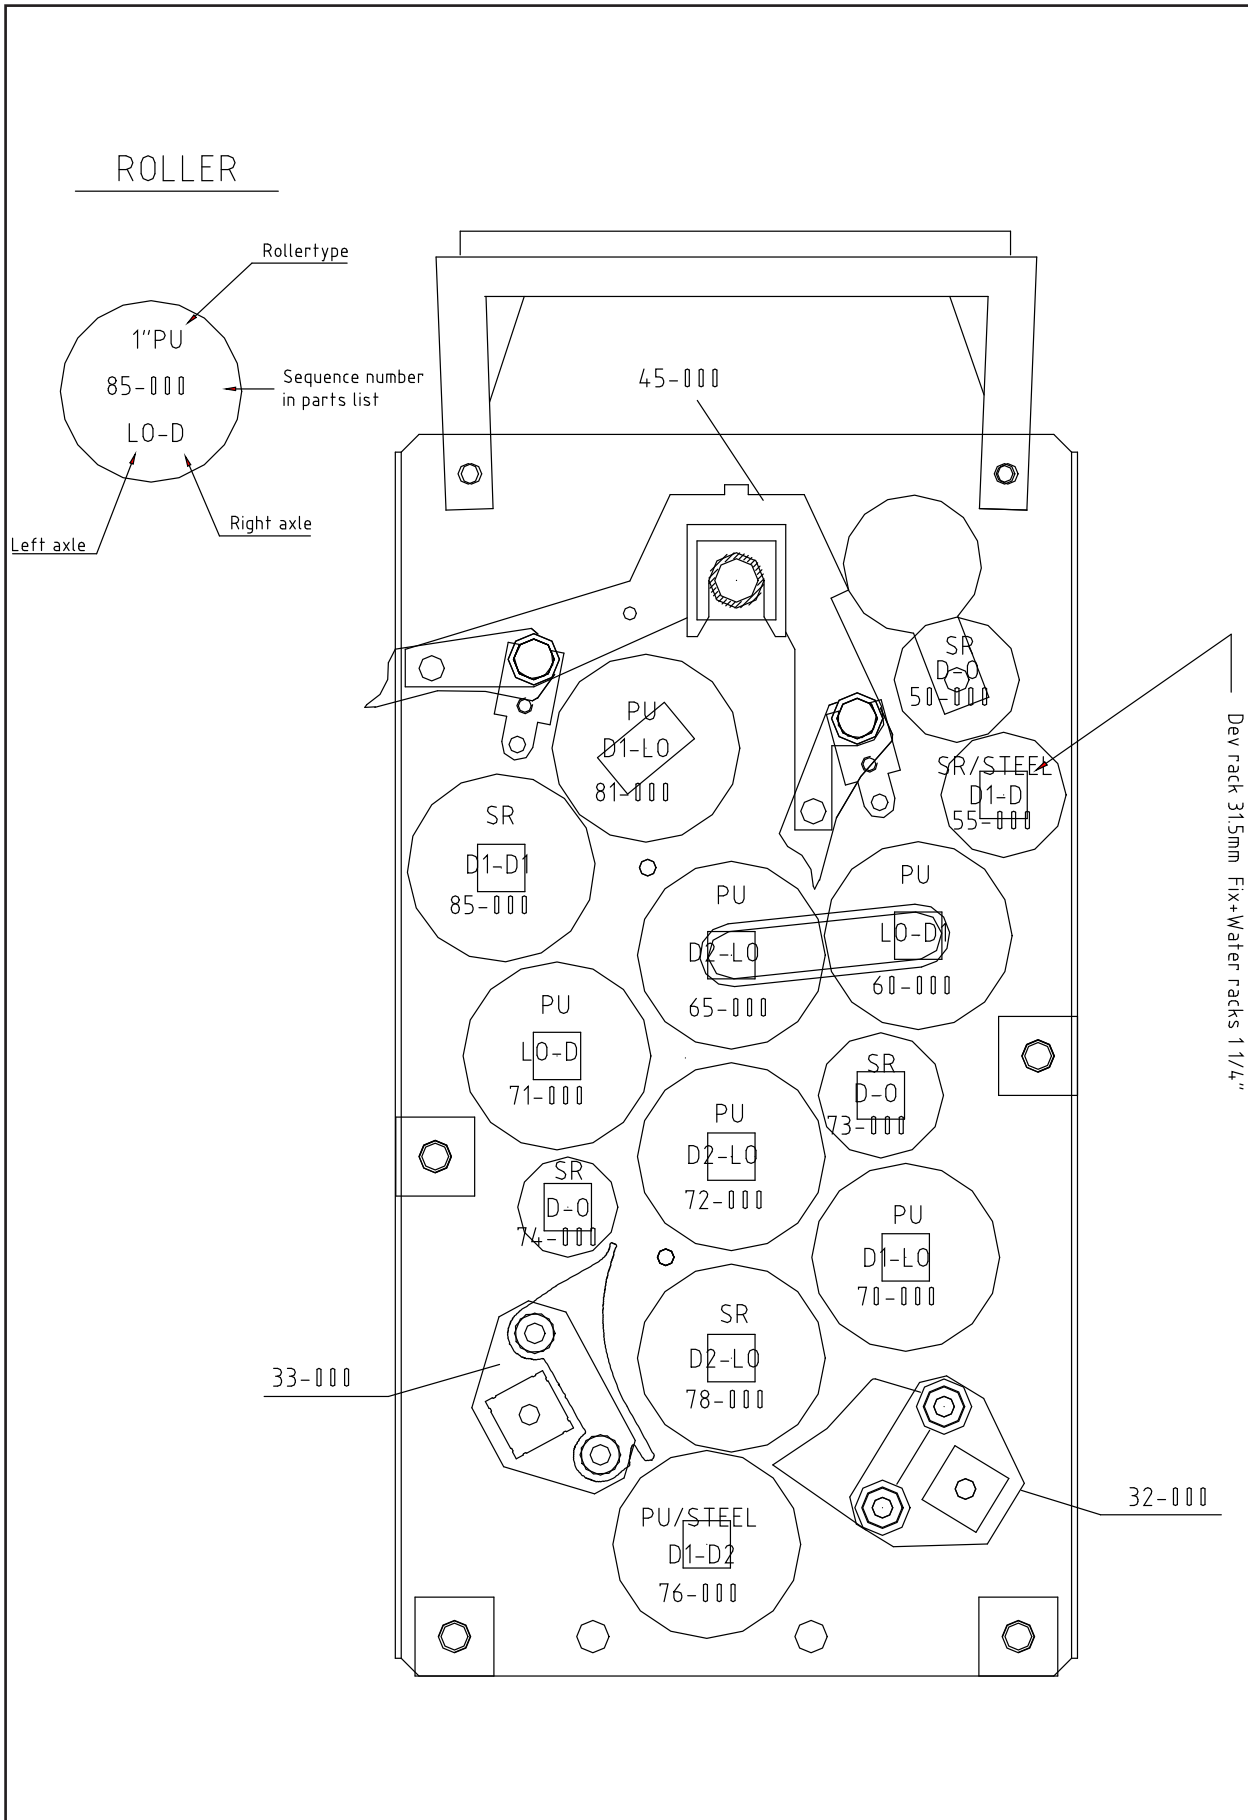 ROLLER
Rollertype
1"PU
85-000
LO-D
Sequence number
in parts list
Left axle
Right axle
45-000
SR
D-O
50-000
PU
D1-LO
81-000
SR/STEEL
D1-D
55-000
Dev rack 31.5mm Fix+Water racks 1 1/4"
SR
D1-D1
85-000
PU
D2-LO
65-000
PU
LO-D1
60-000
PU
LO-D
71-000
SR
D-O
73-000
PU
D2-LO
72-000
SR
D-O
74-000
PU
D1-LO
70-000
SR
D2-LO
78-000
33-000
32-000
PU/STEEL
D1-D2
76-000